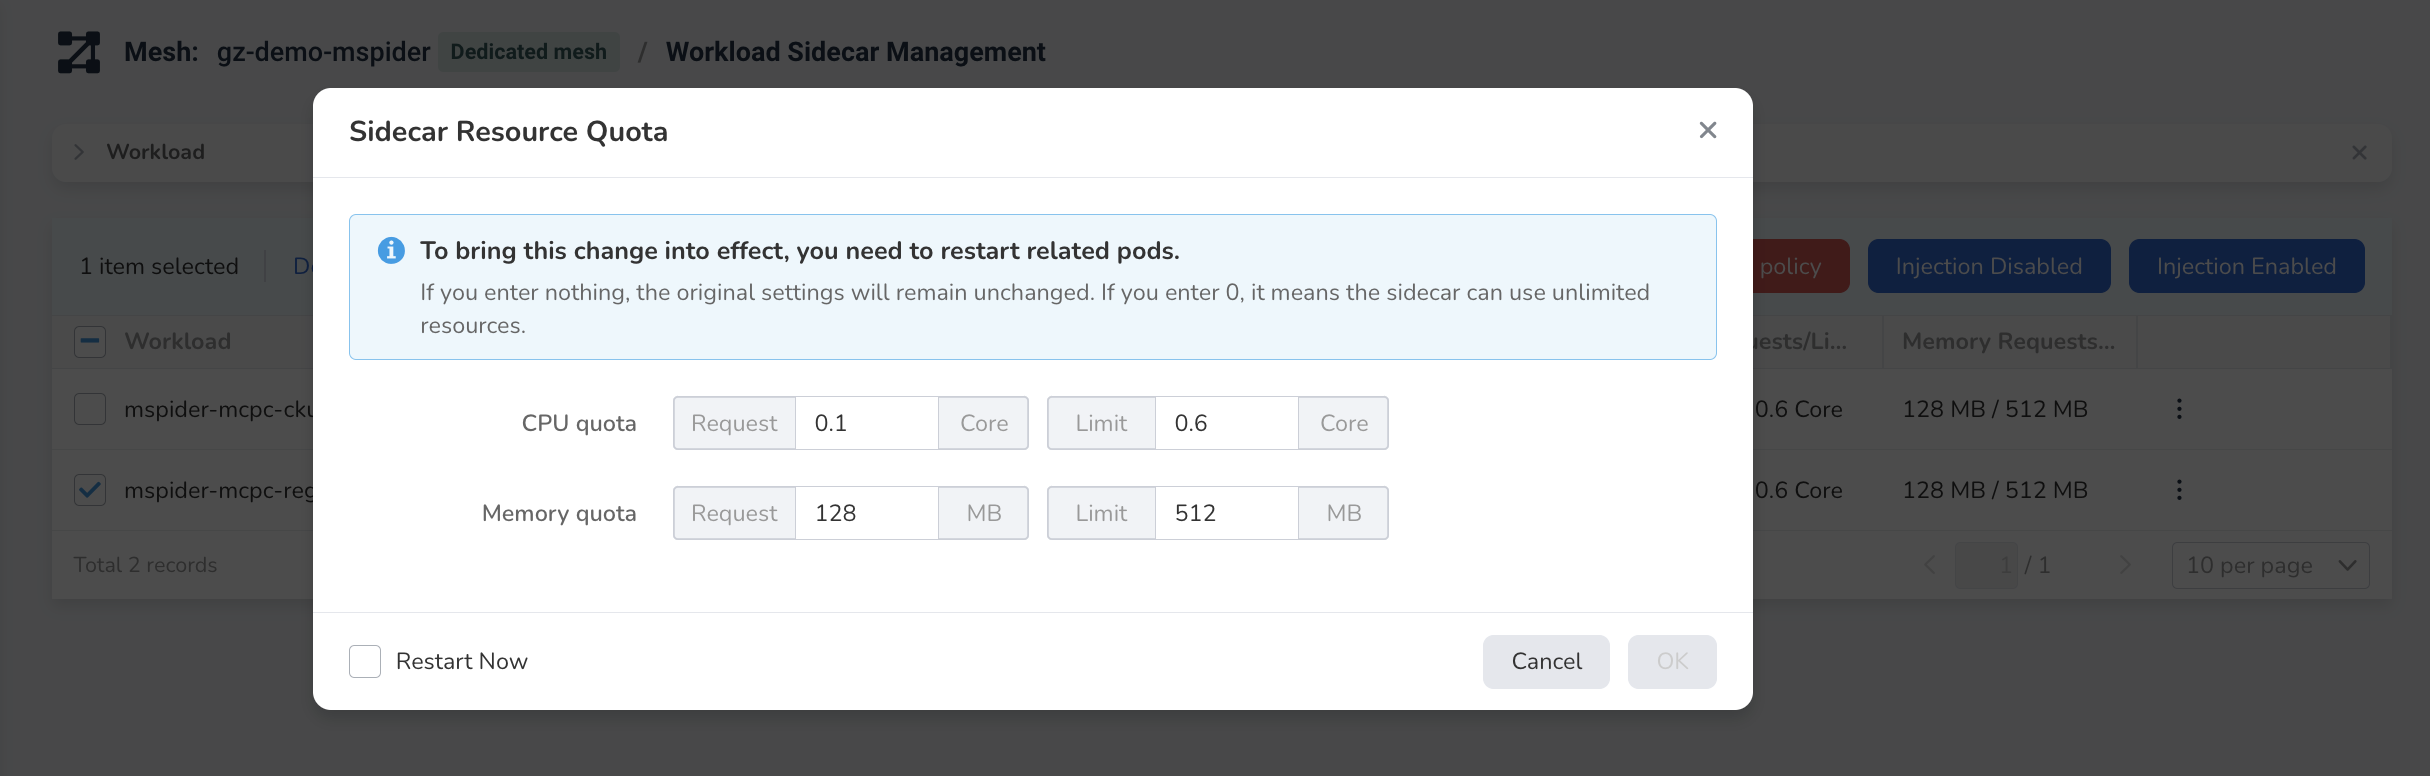 Mesh: gz-demo-mspider Dedicated mesh / Workload Sidecar Management
Workload
Sidecar Resource Quota
To bring this change into effect, you need to restart related pods.
If you enter nothing, the original settings will remain unchanged. If you enter 0, it means the sidecar can use unlimited
resources.
CPU quota Request 0.1 Core Limit 0.6 Core
Memory quota Request 128 MB Limit 512 MB
Restart Now Cancel OK
1 item selected policy Injection Disabled Injection Enabled
Workload Memory Requests...
mspider-mcpc-cku 0.6 Core 128 MB / 512 MB
mspider-mcpc-reg 0.6 Core 128 MB / 512 MB
Total 2 records 1 / 1 10 per page